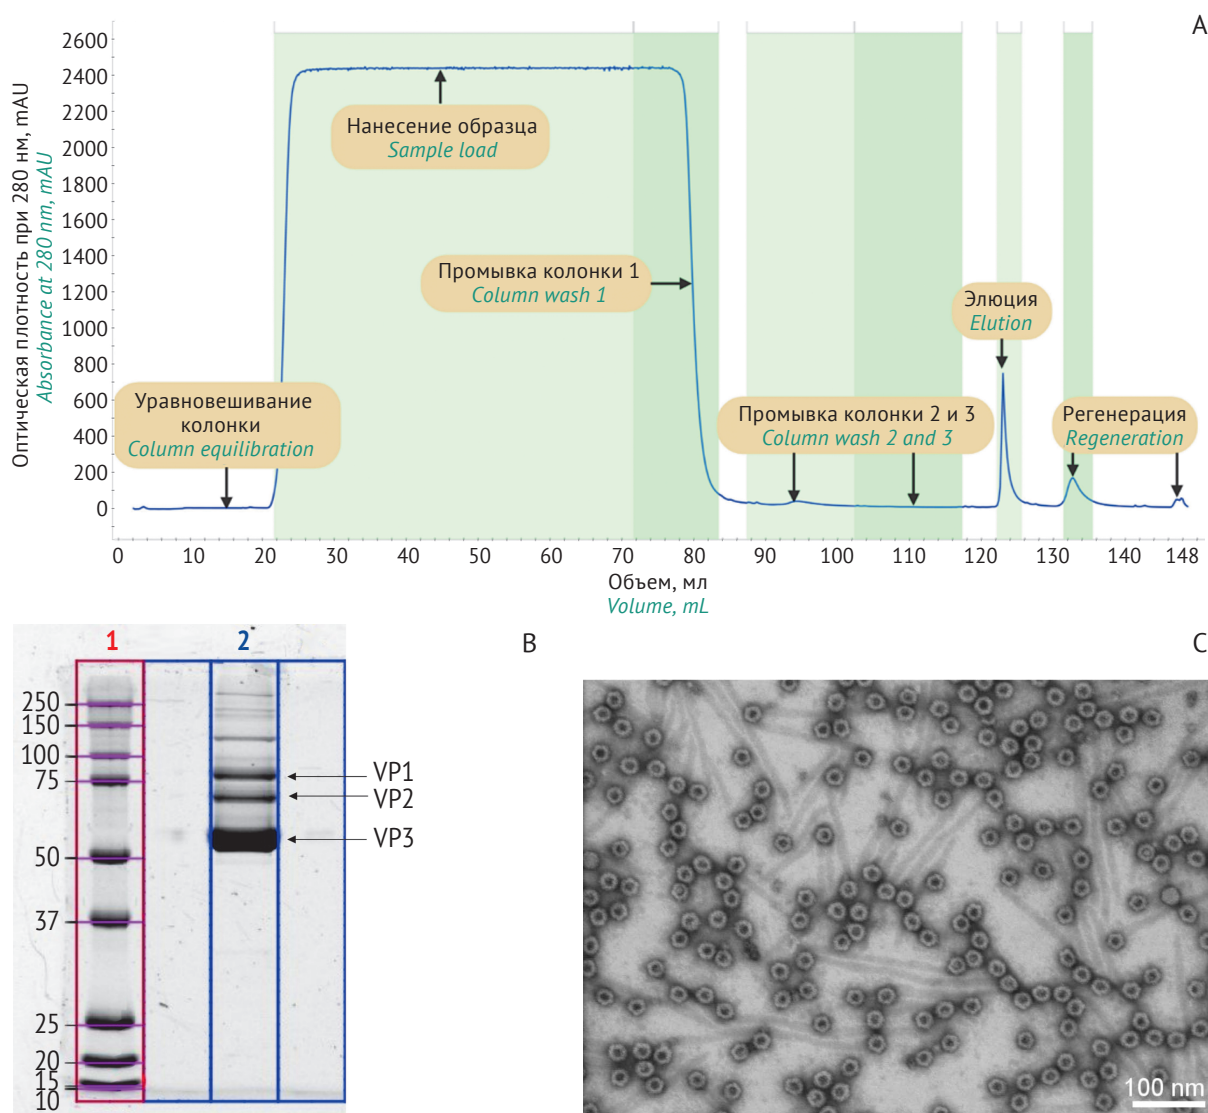 A
Оптическая плотность при 280 нм, mAU
Absorbance at 280 nm, mAU
2600
2400
2200
2000
1800
1600
1400
1200
1000
800
600
400
200
0
Нанесение образца
Sample load
Промывка колонки 1
Column wash 1
Элюция
Elution
Уравновешивание
колонки
Column equilibration
Промывка колонки 2 и 3
Column wash 2 and 3
Регенерация
Regeneration
0 10 20 30 40 50 60 70 80 90 100 110 120 130 140 148
Объем, мл
Volume, mL
B
1 2
250
150
100
75
50
37
25
20
15
10
VP1
VP2
VP3
C
100 nm